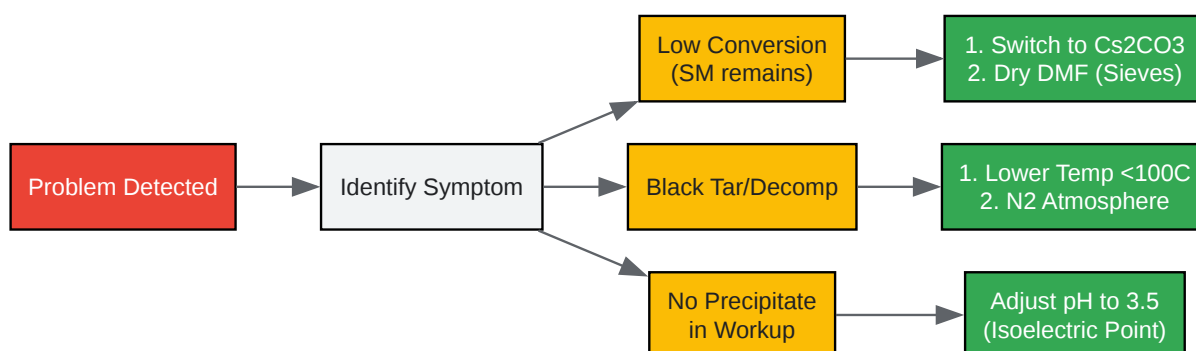 Problem Detected
Identify Symptom
Low Conversion
(SM remains)
1. Switch to Cs2CO3
2. Dry DMF (Sieves)
Black Tar/Decomp
1. Lower Temp <100C
2. N2 Atmosphere
No Precipitate
in Workup
Adjust pH to 3.5
(Isoelectric Point)